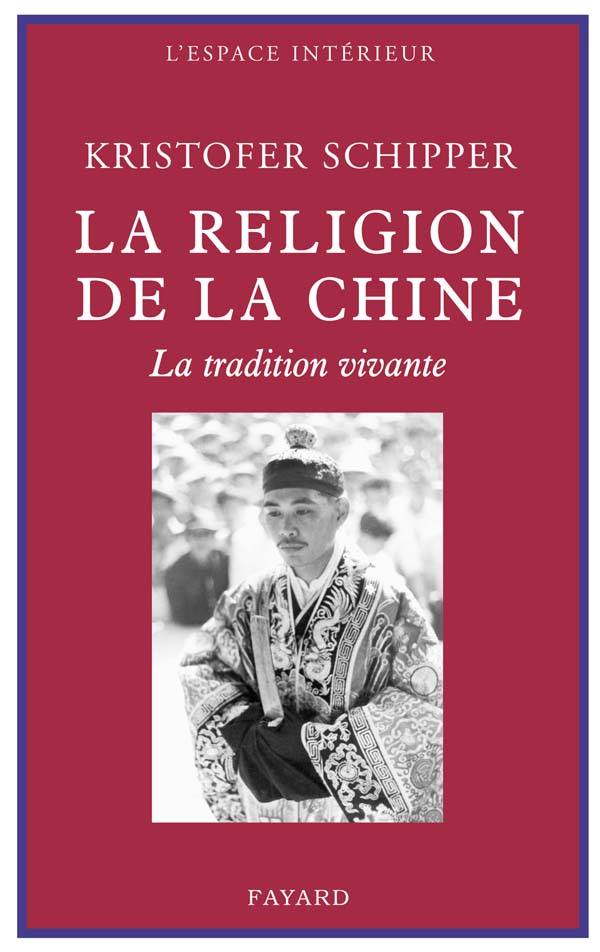 L'ESPACE INTÉRIEUR
KRISTOFER SCHIPPER
LA RELIGION
DE LA CHINE
La tradition vivante
FAYARD